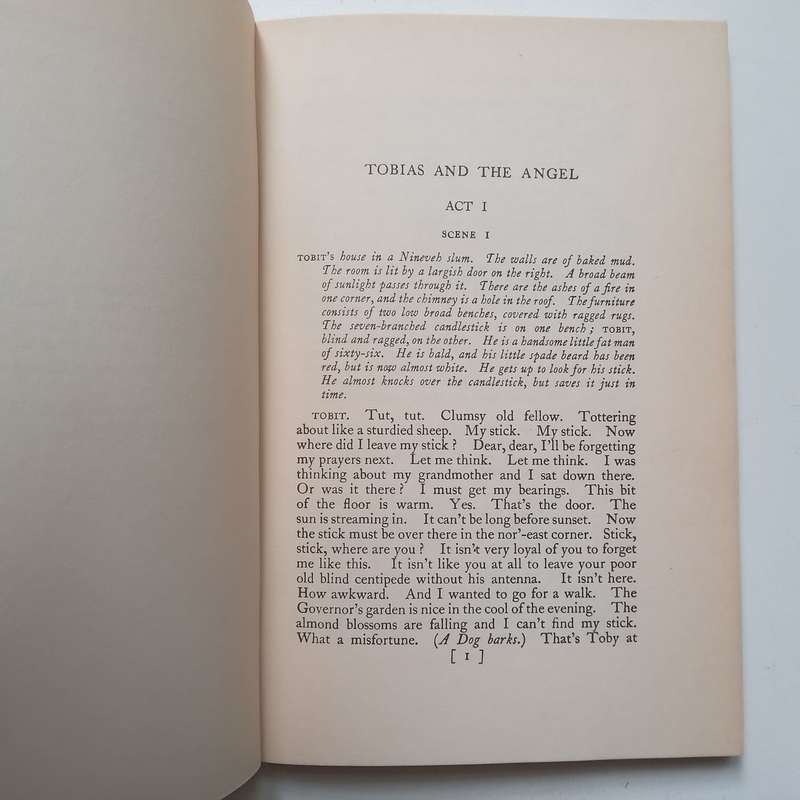 TOBIAS AND THE ANGEL
ACT I
SCENE I
TOBIT'S house in a Nineveh slum. The walls are of baked mud.
The room is lit by a largish door on the right. A broad beam
of sunlight passes through it. There are the ashes of a fire in
one corner, and the chimney is a hole in the roof. The furniture
consists of two low broad benches, covered with ragged rugs.
The seven-branched candlestick is on one bench; TOBIT,
blind and ragged, on the other. He is a handsome little fat man
of sixty-six. He is bald, and his little spade beard has been
red, but is now almost white. He gets up to look for his stick.
He almost knocks over the candlestick, but saves it just in
time.
TOBIT. Tut, tut. Clumsy old fellow. Tottering
about like a sturdied sheep. My stick. My stick. Now
where did I leave my stick? Dear, dear, I'll be forgetting
my prayers next. Let me think. Let me think. I was
thinking about my grandmother and I sat down there.
Or was it there? I must get my bearings. This bit
of the floor is warm. Yes. That's the door. The
sun is streaming in. It can't be long before sunset. Now
the stick must be over there in the nor'-east corner. Stick,
stick, where are you? It isn't very loyal of you to forget
me like this. It isn't like you at all to leave your poor
old blind centipede without his antenna. It isn't here.
How awkward. And I wanted to go for a walk. The
Governor's garden is nice in the cool of the evening. The
almond blossoms are falling and I can't find my stick.
What a misfortune. (A Dog barks.) That's Toby at
[ 1 ]